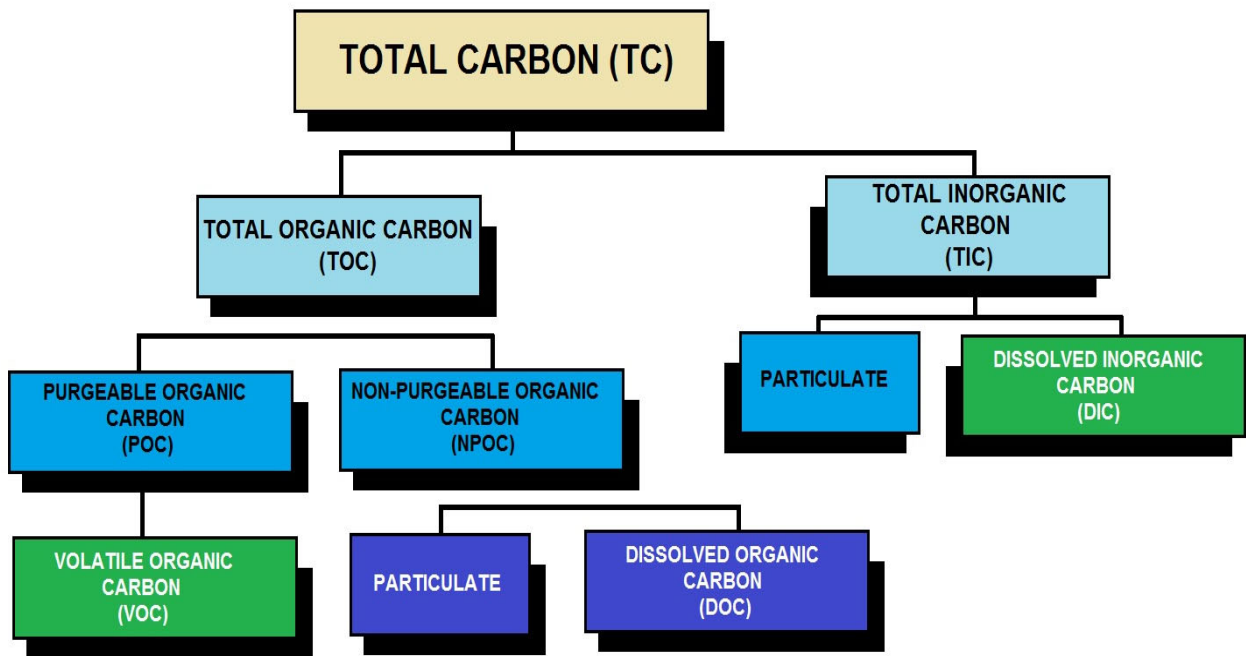 TOTAL CARBON (TC)
TOTAL ORGANIC CARBON
(TOC)
TOTAL INORGANIC
CARBON
(TIC)
PURGEABLE ORGANIC
CARBON
(POC)
NON-PURGEABLE ORGANIC
CARBON
(NPOC)
PARTICULATE
DISSOLVED INORGANIC
CARBON
(DIC)
VOLATILE ORGANIC
CARBON
(VOC)
PARTICULATE
DISSOLVED ORGANIC
CARBON
(DOC)